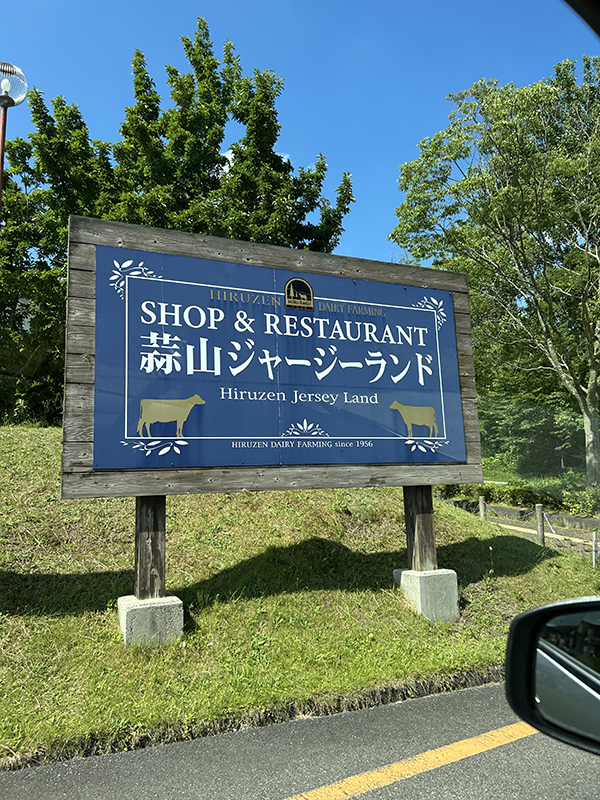 HIRUZEN DAIRY FARMING
SHOP & RESTAURANT
蒜山ジャージーランド
Hiruzen Jersey Land
HIRUZEN DAIRY FARMING since 1956